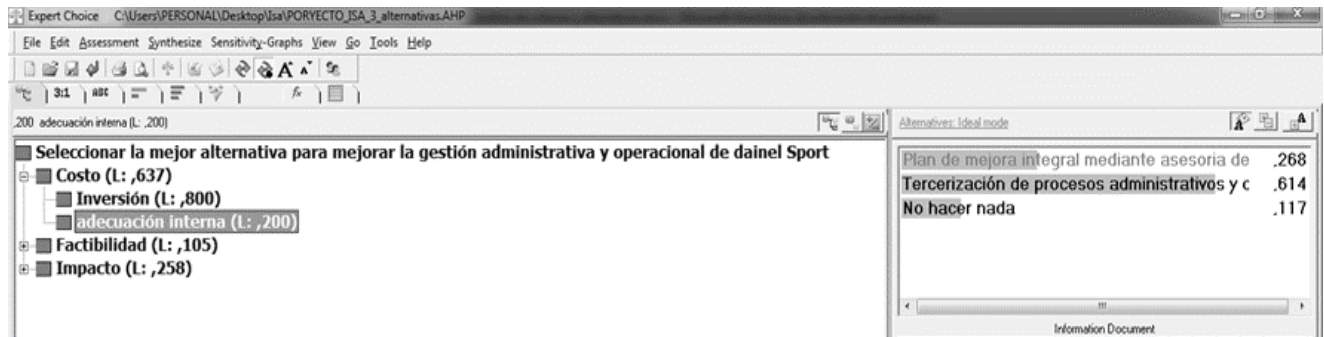 Expert Choice C:\Users\PERSONAL\Desktop\Isa\PORYECTO_ISA_3_alternativas.AHP
File Edit Assessment Synthesize Sensitivity-Graphs View Go Tools Help
3:1 ABC
,200 adecuación interna (L: ,200)
Seleccionar la mejor alternativa para mejorar la gestión administrativa y operacional de dainel Sport
Costo (L: ,637)
Inversión (L: ,800)
adecuación interna (L: ,200)
Factibilidad (L: ,105)
Impacto (L: ,258)
Alternatives: Ideal mode
Plan de mejora integral mediante asesoria de ,268
Tercerización de procesos administrativos y c ,614
No hacer nada ,117
Information Document